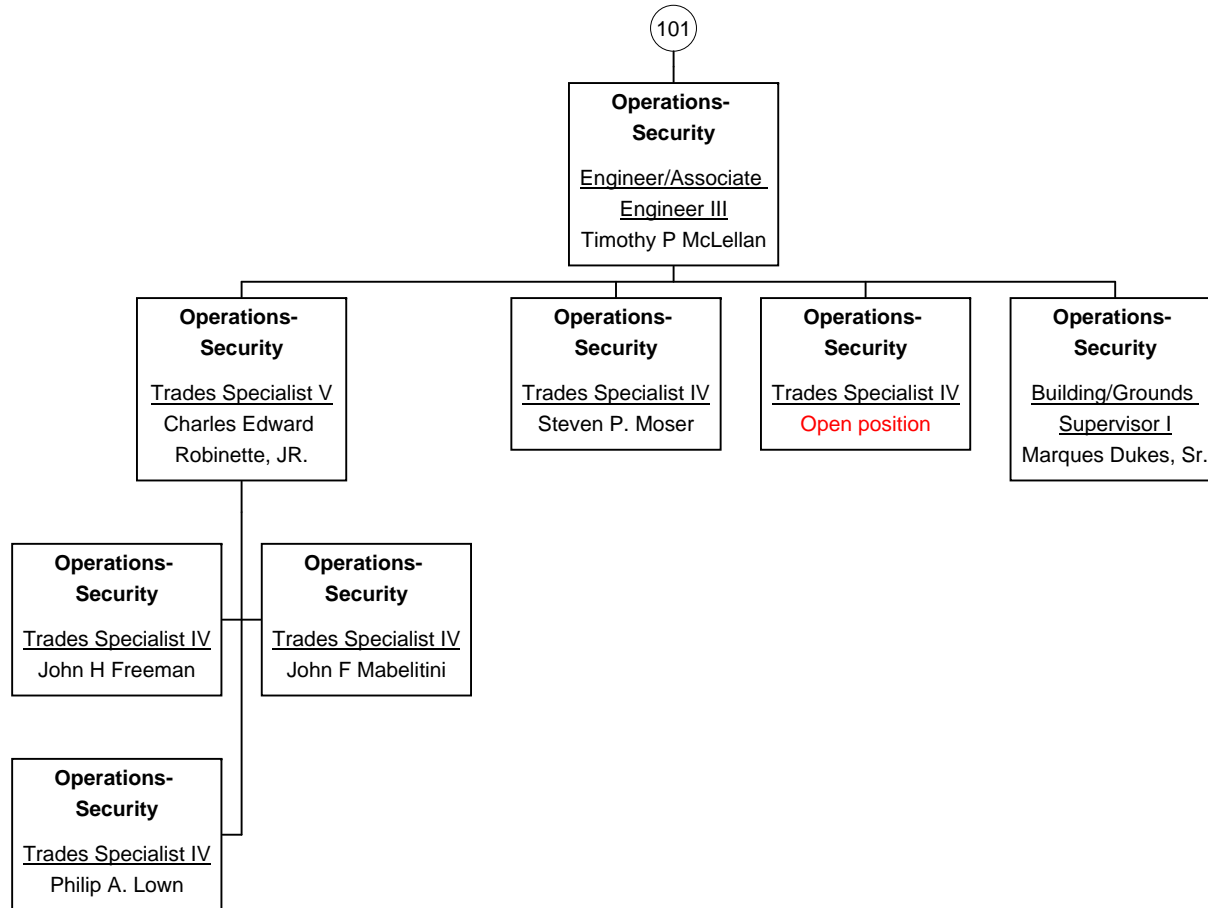 101
Operations-
Security
Engineer/Associate
Engineer III
Timothy P McLellan
Operations-
Security
Trades Specialist V
Charles Edward
Robinette, JR.
Operations-
Security
Trades Specialist IV
Steven P. Moser
Operations-
Security
Trades Specialist IV
Open position
Operations-
Security
Building/Grounds
Supervisor I
Marques Dukes, Sr.
Operations-
Security
Trades Specialist IV
John H Freeman
Operations-
Security
Trades Specialist IV
John F Mabelitini
Operations-
Security
Trades Specialist IV
Philip A. Lown